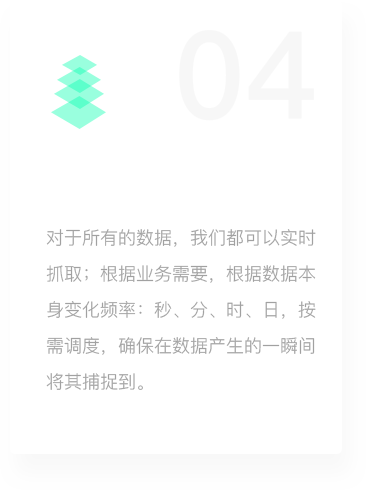 04
对于所有的数据，我们都可以实时
抓取；根据业务需要，根据数据本
身变化频率：秒、分、时、日，按
需调度，确保在数据产生的一瞬间
将其捕捉到。